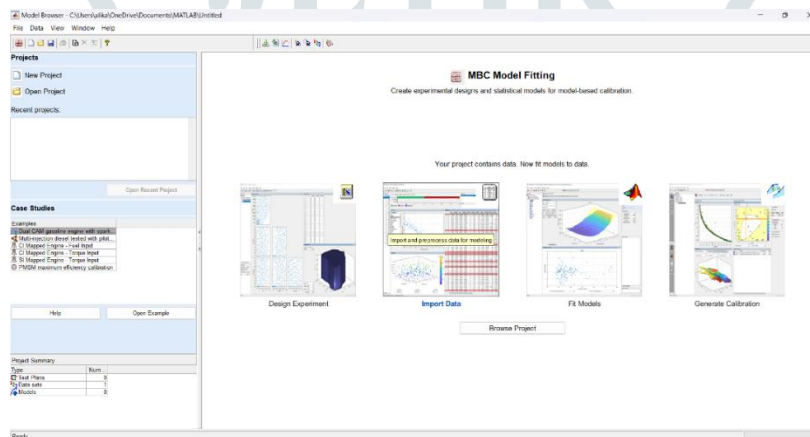 Model Browser - C:\Users\ulika\OneDrive\Documents\MATLAB\Untitled
File Data View Window Help
Projects
New Project
Open Project
Recent projects:
Open Recent Project
Case Studies
Examples
Dual CAM gasoline engine with spark...
Multi-injection diesel tested with pilot...
CI Mapped Engine - Fuel Input
CI Mapped Engine - Torque Input
SI Mapped Engine - Torque Input
PMSM maximum efficiency calibration
Help
Open Example
Project Summary
Type Num...
Test Plans 0
Data sets 1
Models 0
Ready
MBC Model Fitting
Create experimental designs and statistical models for model-based calibration.
Your project contains data. Now fit models to data.
Import and preprocess data for modeling
Design Experiment
Import Data
Fit Models
Generate Calibration
Browse Project